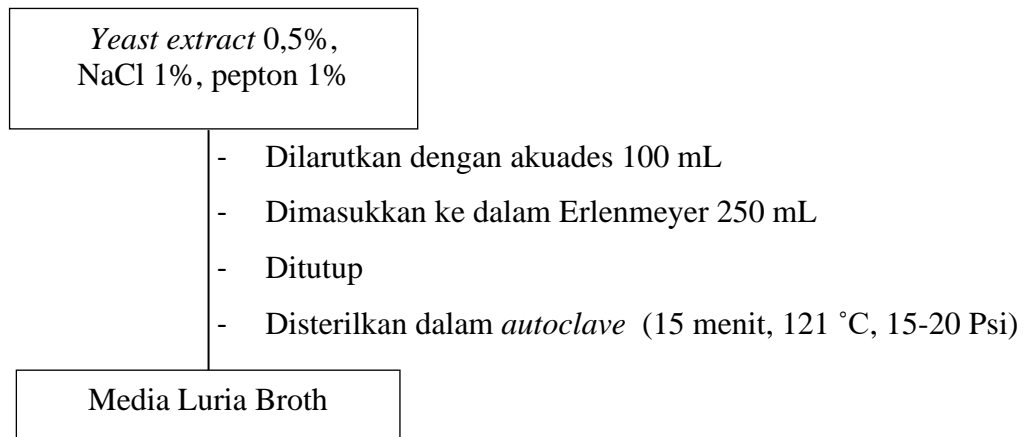 Yeast extract 0,5%,
NaCl 1%, pepton 1%
- Dilarutkan dengan akuades 100 mL
- Dimasukkan ke dalam Erlenmeyer 250 mL
- Ditutup
- Disterilkan dalam autoclave (15 menit, 121 ˚C, 15-20 Psi)
Media Luria Broth